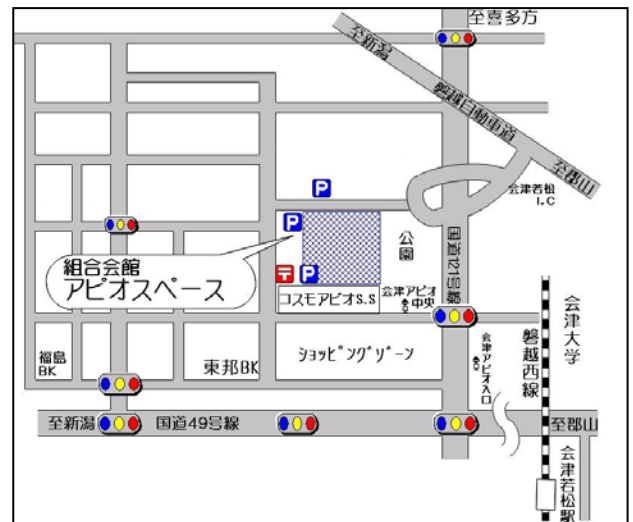 至喜多方
至新潟
磐越自動車道
至郡山
会津若松
I.C
P
P
公園
国道121号線
組合会館
アピオスペース
〒
P
コスモアピオS.S
会津アピオ
中央
会津大学
磐越西線
会津アピオ入口
福島
BK
東邦BK
ショッピングゾーン
至新潟
国道49号線
至郡山
会津若松駅